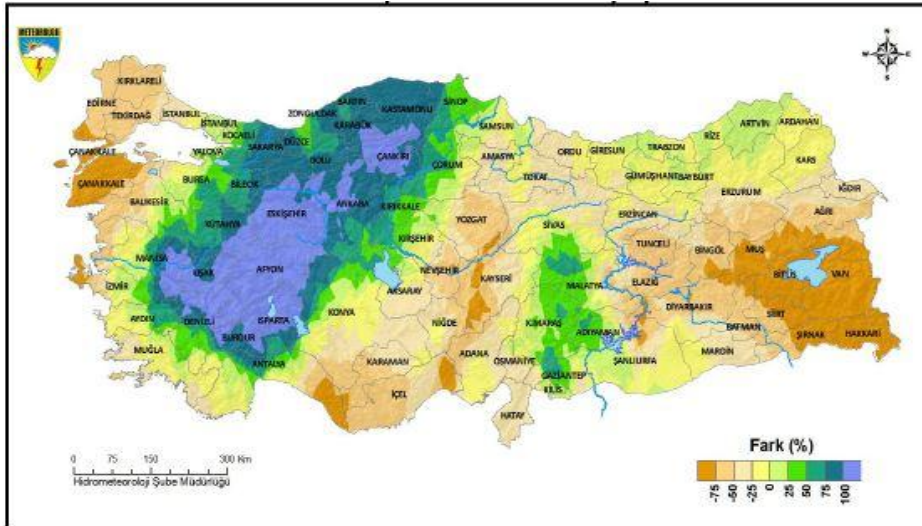 METEOROLOJİ
N
W
E
S
KIRKLARELİ
EDİRNE
TEKİRDAĞ
İSTANBUL
İSTANBUL
KOCAELİ
YALOVA
SAKARYA
DÜZCE
ZONGULDAK
BARTIN
KARABÜK
KASTAMONU
SİNOP
SAMSUN
ORDU
GİRESUN
TRABZON
RİZE
ARTVİN
ARDAHAN
ÇANAKKALE
ÇANAKKALE
BALIKESİR
BURSA
BİLECİK
BOLU
ÇANKIRI
ÇORUM
AMASYA
TOKAT
GÜMÜŞHANE
BAYBURT
ERZURUM
KARS
IĞDIR
AĞRI
KÜTAHYA
ESKİŞEHİR
ANKARA
KIRIKKALE
YOZGAT
SİVAS
ERZİNCAN
TUNCELİ
BİNGÖL
MUŞ
BİTLİS
VAN
MANİSA
UŞAK
AFYON
KIRŞEHİR
NEVŞEHİR
KAYSERİ
MALATYA
ELAZIĞ
DİYARBAKIR
İZMİR
AKSARAY
BATMAN
SİİRT
AYDIN
DENİZLİ
BURDUR
ISPARTA
KONYA
NİĞDE
K.MARAŞ
ADIYAMAN
ŞIRNAK
HAKKARİ
MUĞLA
ANTALYA
KARAMAN
ADANA
OSMANİYE
GAZİANTEP
ŞANLIURFA
MARDİN
İÇEL
KİLİS
HATAY
Fark (%)
-75
-50
-25
0
25
50
75
100
0 75 150 300 Km
Hidrometeoroloji Şube Müdürlüğü